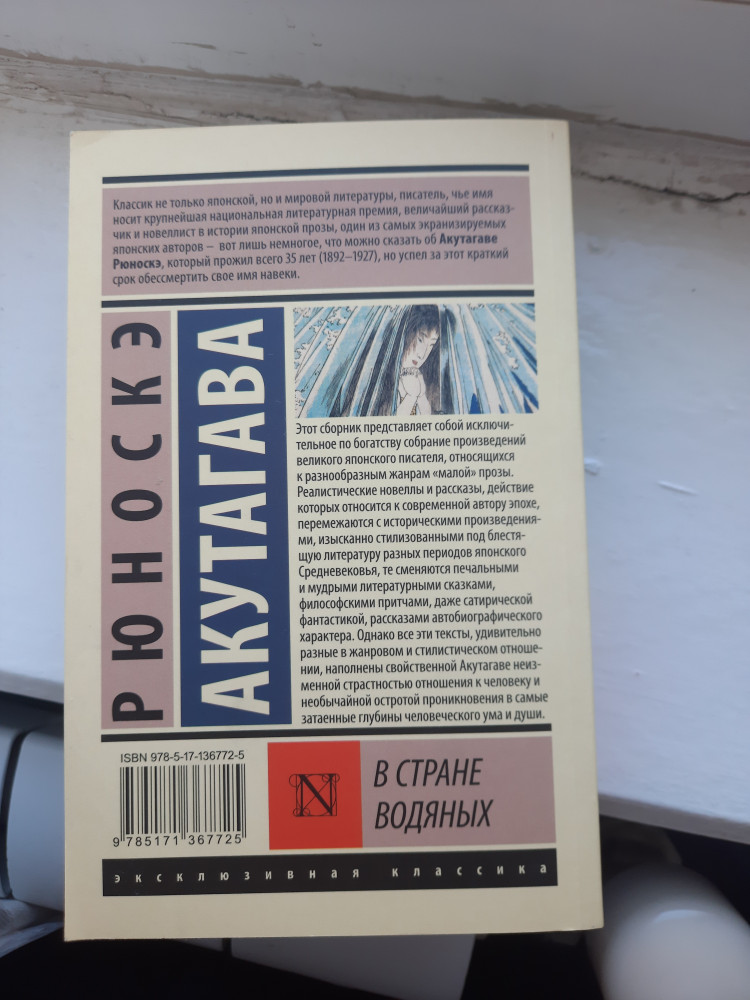 Классик не только японской, но и мировой литературы, писатель, чье имя
носит крупнейшая национальная литературная премия, величайший рассказ-
чик и новеллист в истории японской прозы, один из самых экранизируемых
японских авторов – вот лишь немногое, что можно сказать об Акутагаве
Рюноскэ, который прожил всего 35 лет (1892–1927), но успел за этот краткий
срок обессмертить свое имя навеки.
РЮНОСКЭ
АКУТАГАВА
Этот сборник представляет собой исключи-
тельное по богатству собрание произведений
великого японского писателя, относящихся
к разнообразным жанрам «малой» прозы.
Реалистические новеллы и рассказы, действие
которых относится к современной автору эпохе,
перемежаются с историческими произведения-
ми, изысканно стилизованными под блестя-
щую литературу разных периодов японского
Средневековья, те сменяются печальными
и мудрыми литературными сказками,
философскими притчами, даже сатирической
фантастикой, рассказами автобиографического
характера. Однако все эти тексты, удивительно
разные в жанровом и стилистическом отноше-
нии, наполнены свойственной Акутагаве неиз-
менной страстностью отношения к человеку и
необычайной остротой проникновения в самые
затаенные глубины человеческого ума и души.
ISBN 978-5-17-136772-5
9 785171 367725
N
В СТРАНЕ
ВОДЯНЫХ
эксклюзивная классика